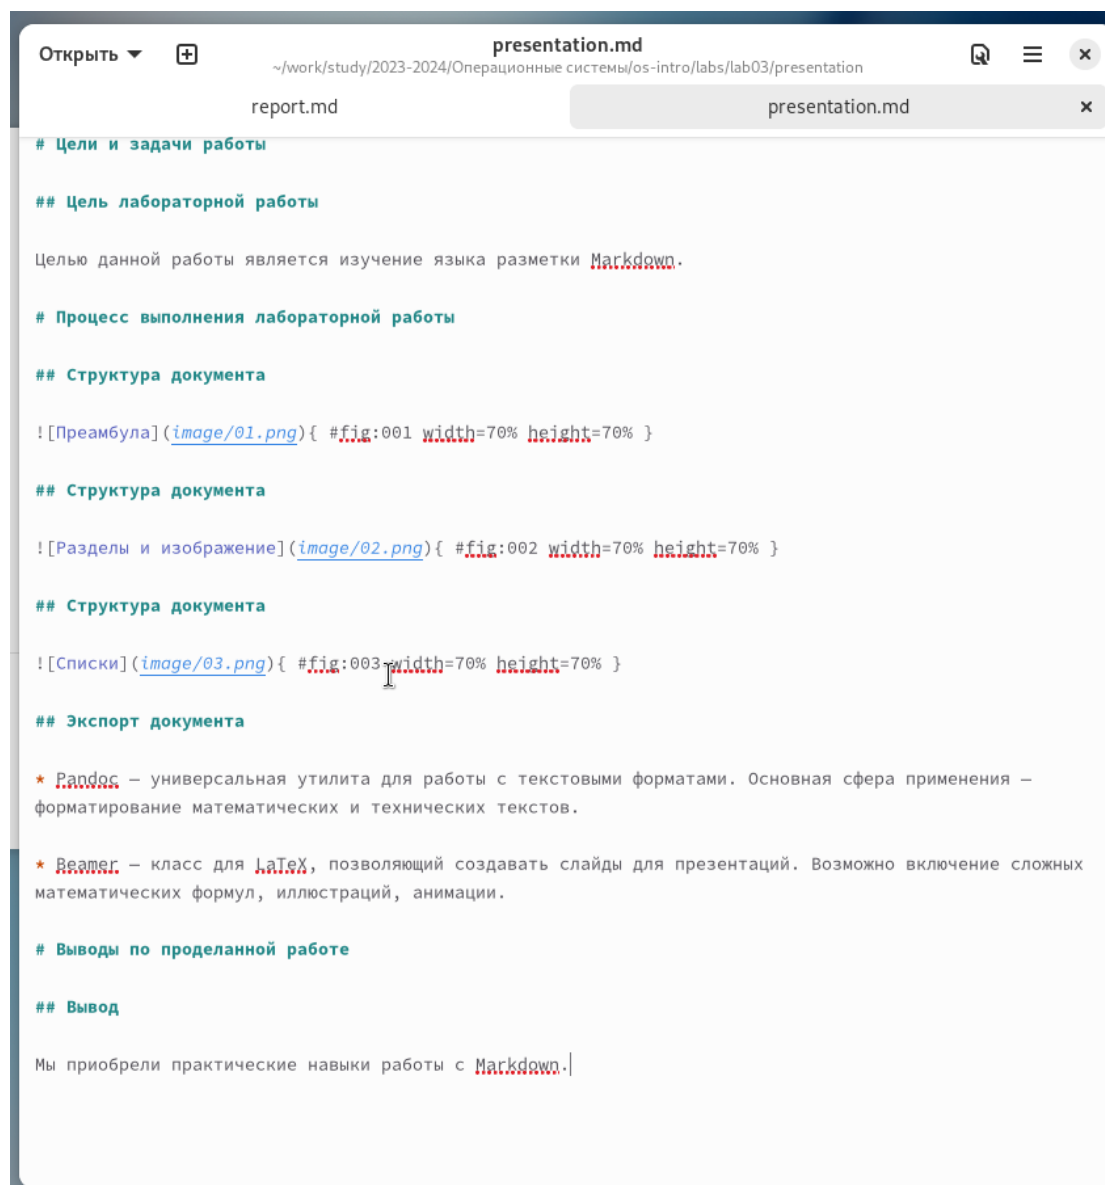 Открыть
presentation.md
~/work/study/2023-2024/Операционные системы/os-intro/labs/lab03/presentation
report.md
presentation.md
# Цели и задачи работы
## Цель лабораторной работы
Целью данной работы является изучение языка разметки Markdown.
# Процесс выполнения лабораторной работы
## Структура документа
![Преамбула](image/01.png){ #fig:001 width=70% height=70% }
## Структура документа
![Разделы и изображение](image/02.png){ #fig:002 width=70% height=70% }
## Структура документа
![Списки](image/03.png){ #fig:003 width=70% height=70% }
## Экспорт документа
* Pandoc — универсальная утилита для работы с текстовыми форматами. Основная сфера применения —
форматирование математических и технических текстов.
* Beamer — класс для LaTeX, позволяющий создавать слайды для презентаций. Возможно включение сложных
математических формул, иллюстраций, анимации.
# Выводы по проделанной работе
## Вывод
Мы приобрели практические навыки работы с Markdown.